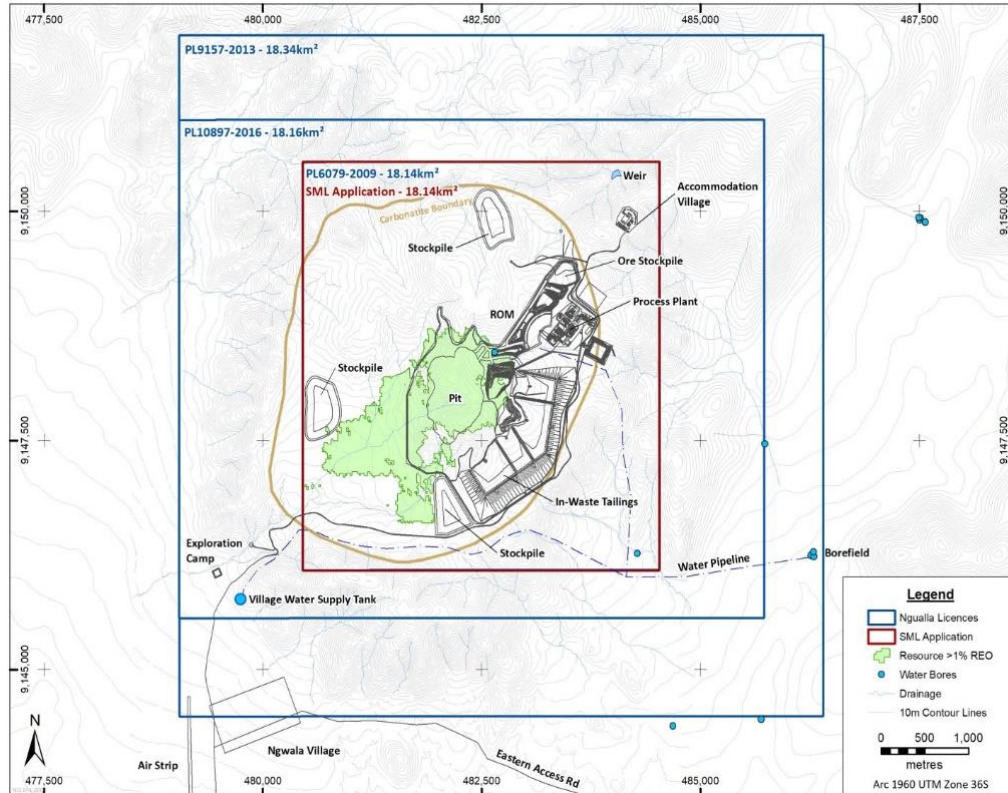 477,500
480,000
482,500
485,000
487,500
PL9157-2013 - 18.34km²
PL10897-2016 - 18.16km²
PL6079-2009 - 18.14km²
SML Application - 18.14km²
Carbonatite Boundary
Weir
Accommodation
Village
9,150,000
9,150,000
Stockpile
Ore Stockpile
Process Plant
ROM
Stockpile
Pit
9,147,500
9,147,500
In-Waste Tailings
Exploration
Camp
Stockpile
Water Pipeline
Borefield
Village Water Supply Tank
9,145,000
Ngwala Village
Air Strip
Eastern Access Rd
N
477,500
480,000
482,500
485,000
Legend
Ngualla Licences
SML Application
Resource >1% REO
Water Bores
Drainage
10m Contour Lines
0 500 1,000
metres
Arc 1960 UTM Zone 36S